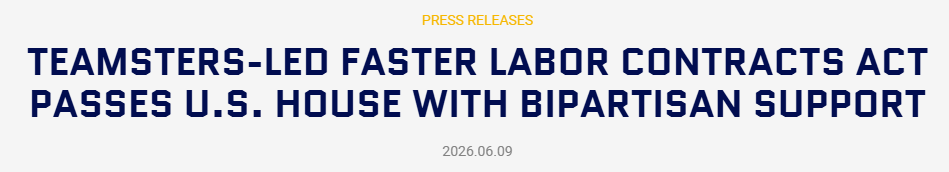 PRESS RELEASES
TEAMSTERS-LED FASTER LABOR CONTRACTS ACT
PASSES U.S. HOUSE WITH BIPARTISAN SUPPORT
2026.06.09